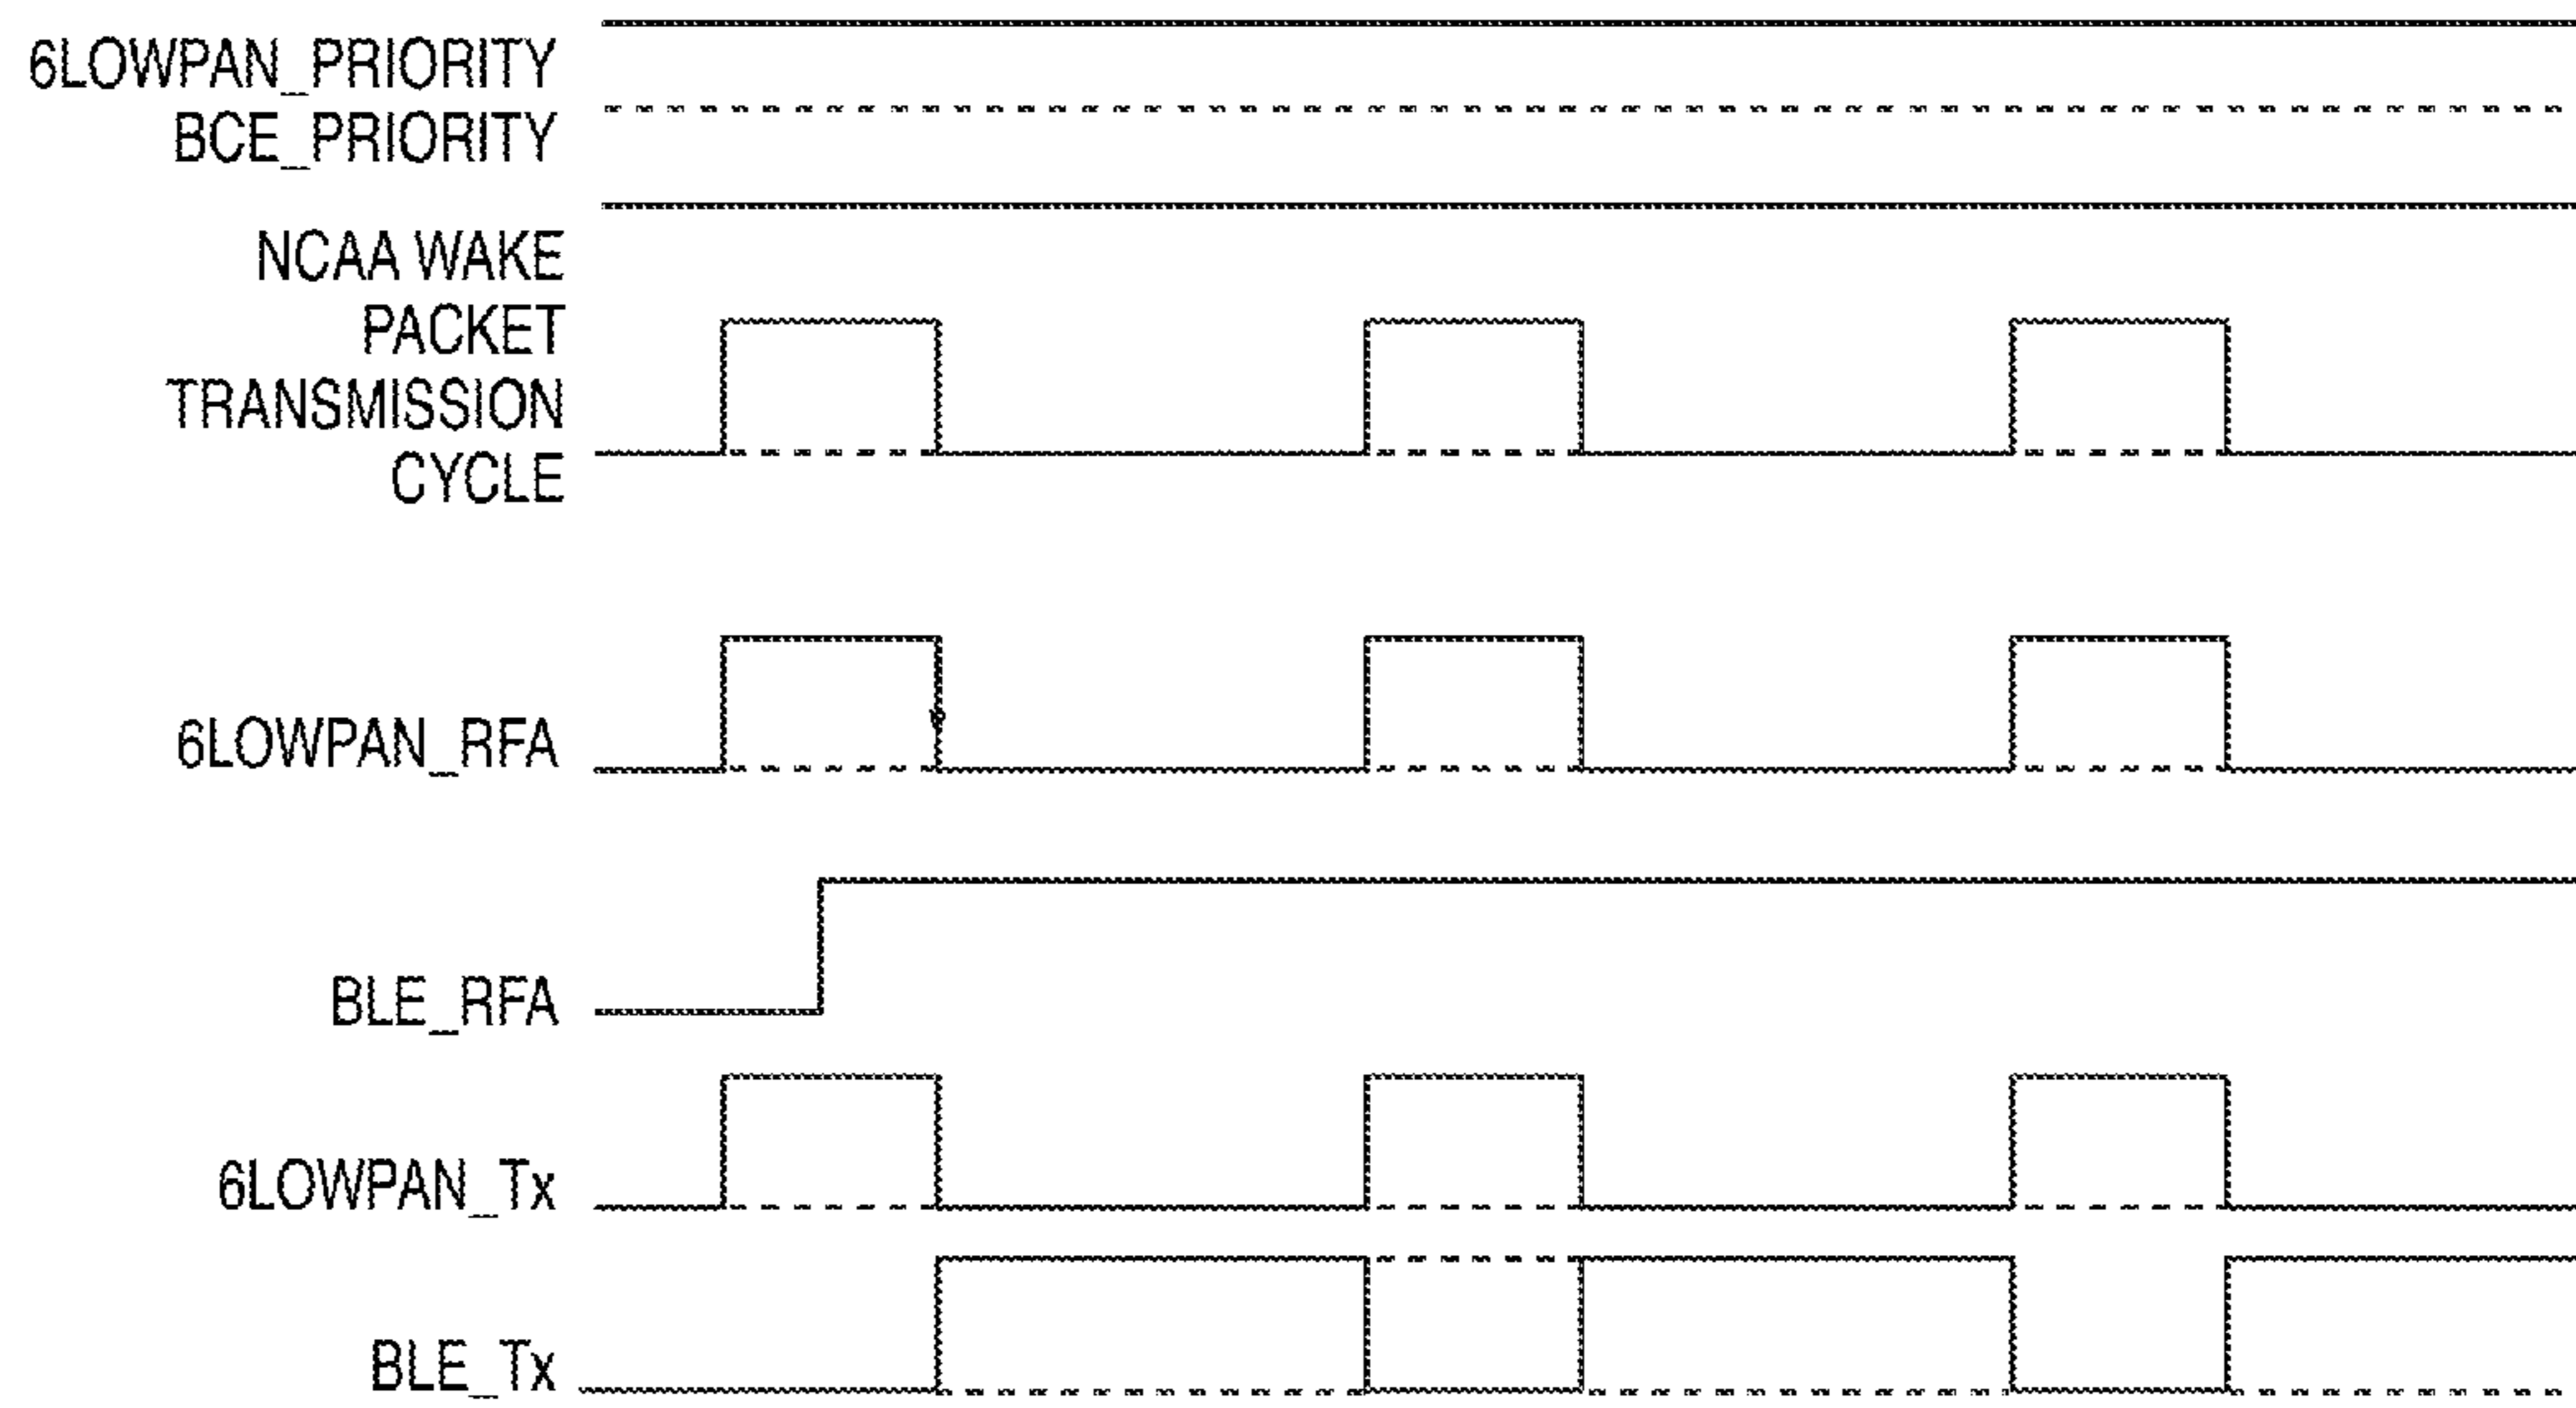 6LOWPAN_PRIORITY
BCE_PRIORITY
NCAA WAKE
PACKET
TRANSMISSION
CYCLE
6LOWPAN_RFA
BLE_RFA
6LOWPAN_Tx
BLE_Tx